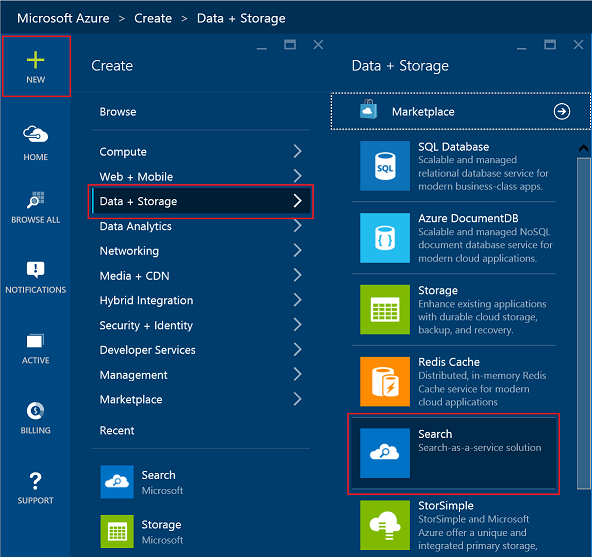 Microsoft Azure > Create > Data + Storage
NEW
HOME
BROWSE ALL
NOTIFICATIONS
ACTIVE
BILLING
SUPPORT
Create
Browse
Compute
Web + Mobile
Data + Storage
Data Analytics
Networking
Media + CDN
Hybrid Integration
Security + Identity
Developer Services
Management
Marketplace
Recent
Search
Microsoft
Storage
Microsoft
Data + Storage
Marketplace
SQL Database
Scalable and managed
relational database service for
modern business-class apps.
Azure DocumentDB
Scalable and managed NoSQL
document database service for
modern cloud applications.
Storage
Enhance existing applications
with durable cloud storage,
backup, and recovery.
Redis Cache
Distributed, in-memory Redis
Cache service for modern
cloud applications
Search
Search-as-a-service solution
StorSimple
StorSimple and Microsoft
Azure offer a unique and
integrated primary storage,